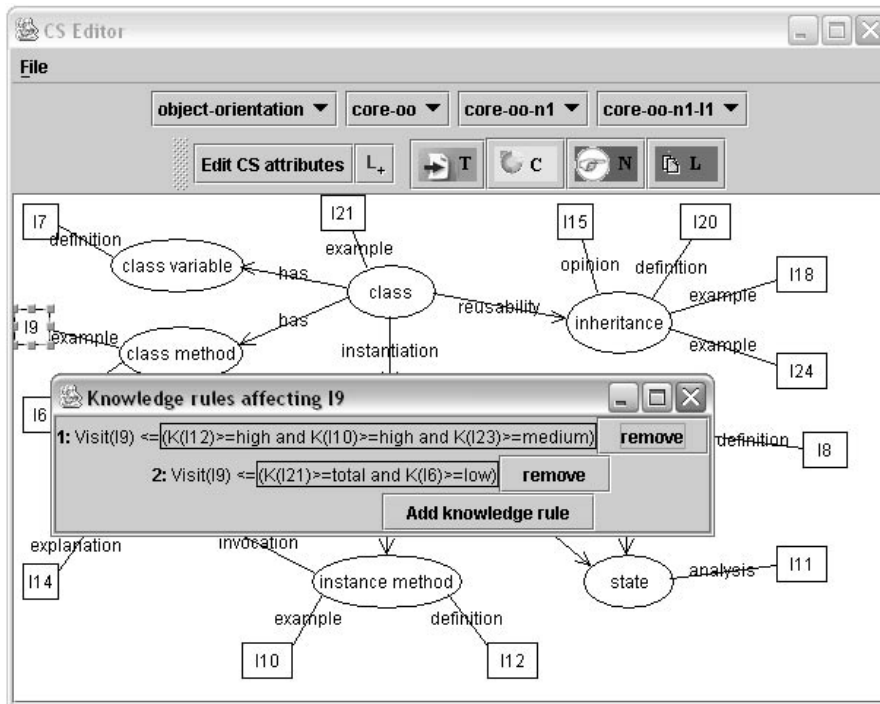 CS Editor
File
object-orientation core-oo core-oo-n1 core-oo-n1-l1
Edit CS attributes L+ T C N L
I7 I21 I15 I20
definition example opinion definition
class variable has class reusability inheritance example I18
I9 example class method has instantiation example I24
I6
Knowledge rules affecting I9
1: Visit(I9) <=(K(I12)>=high and K(I10)>=high and K(I23)>=medium) remove
2: Visit(I9) <=(K(I21)>=total and K(I6)>=low) remove
Add knowledge rule
definition I8
explanation invocation
I14 instance method state analysis I11
example definition
I10 I12